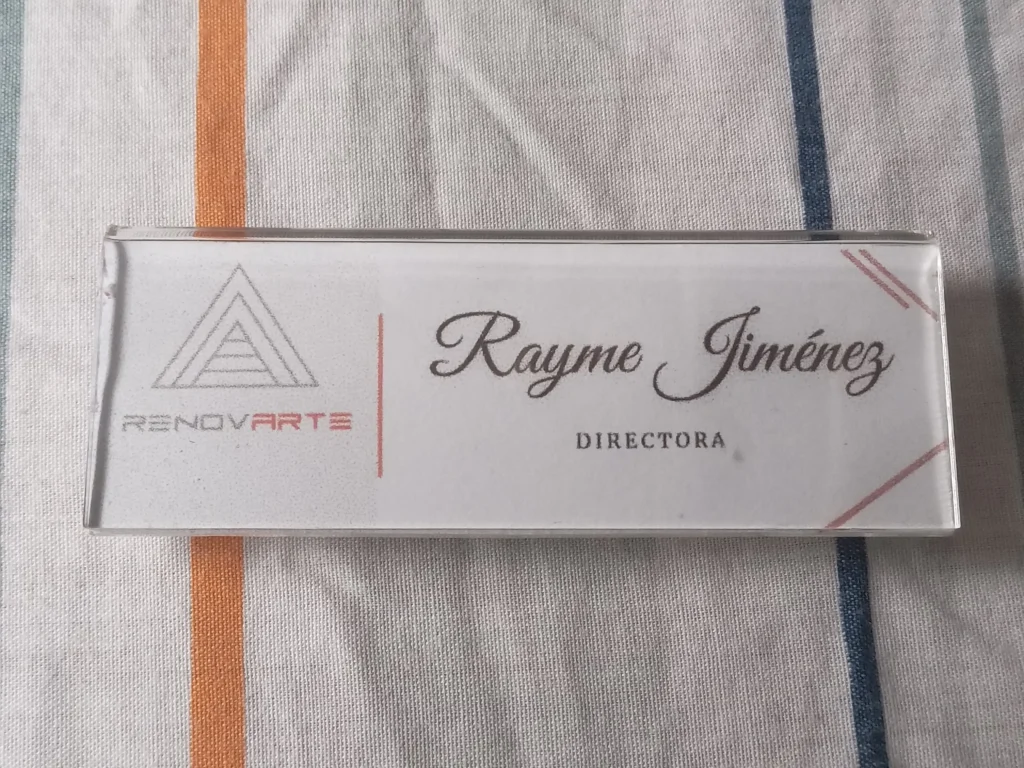 RENOVARTE
Rayme Jiménez
DIRECTORA